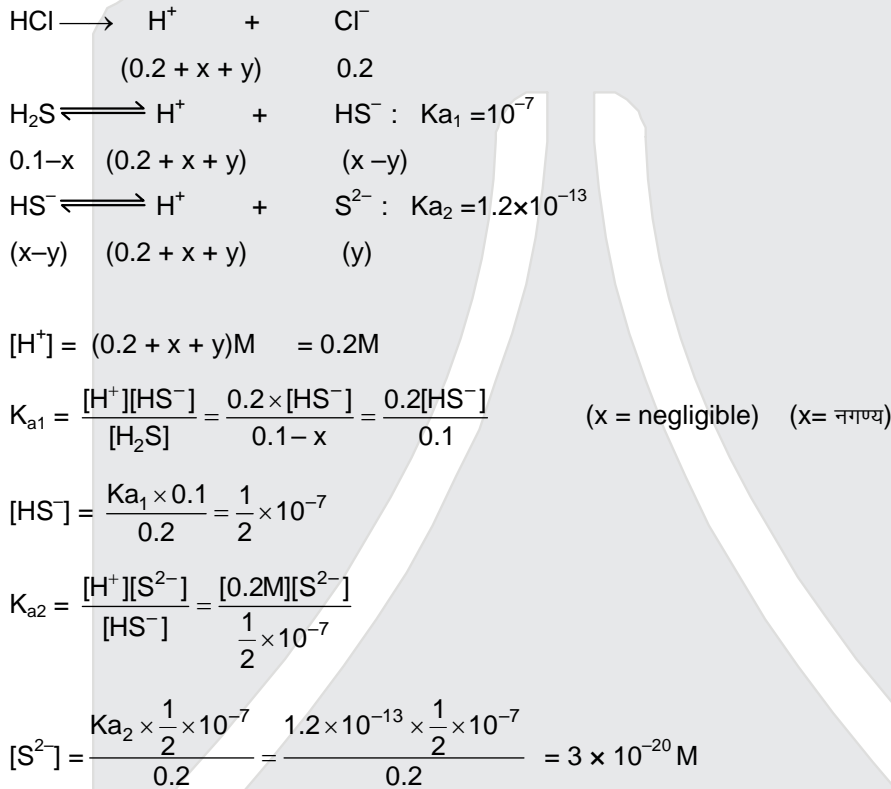 HCl ⟶ H⁺ + Cl⁻
(0.2 + x + y) 0.2
H₂S ⇌ H⁺ + HS⁻ : Ka₁ =10⁻⁷
0.1–x (0.2 + x + y) (x –y)
HS⁻ ⇌ H⁺ + S²⁻ : Ka₂ =1.2×10⁻¹³
(x–y) (0.2 + x + y) (y)
[H⁺] = (0.2 + x + y)M = 0.2M
Kₐ₁ = [H⁺][HS⁻]/[H₂S] = 0.2×[HS⁻]/0.1–x = 0.2[HS⁻]/0.1 (x = negligible) (x= नगण्य)
[HS⁻] = Ka₁×0.1/0.2 = 1/2 ×10⁻⁷
Kₐ₂ = [H⁺][S²⁻]/[HS⁻] = [0.2M][S²⁻]/(1/2 ×10⁻⁷)
[S²⁻] = (Ka₂ × 1/2 ×10⁻⁷)/0.2 = (1.2×10⁻¹³ × 1/2 ×10⁻⁷)/0.2 = 3 × 10⁻²⁰ M